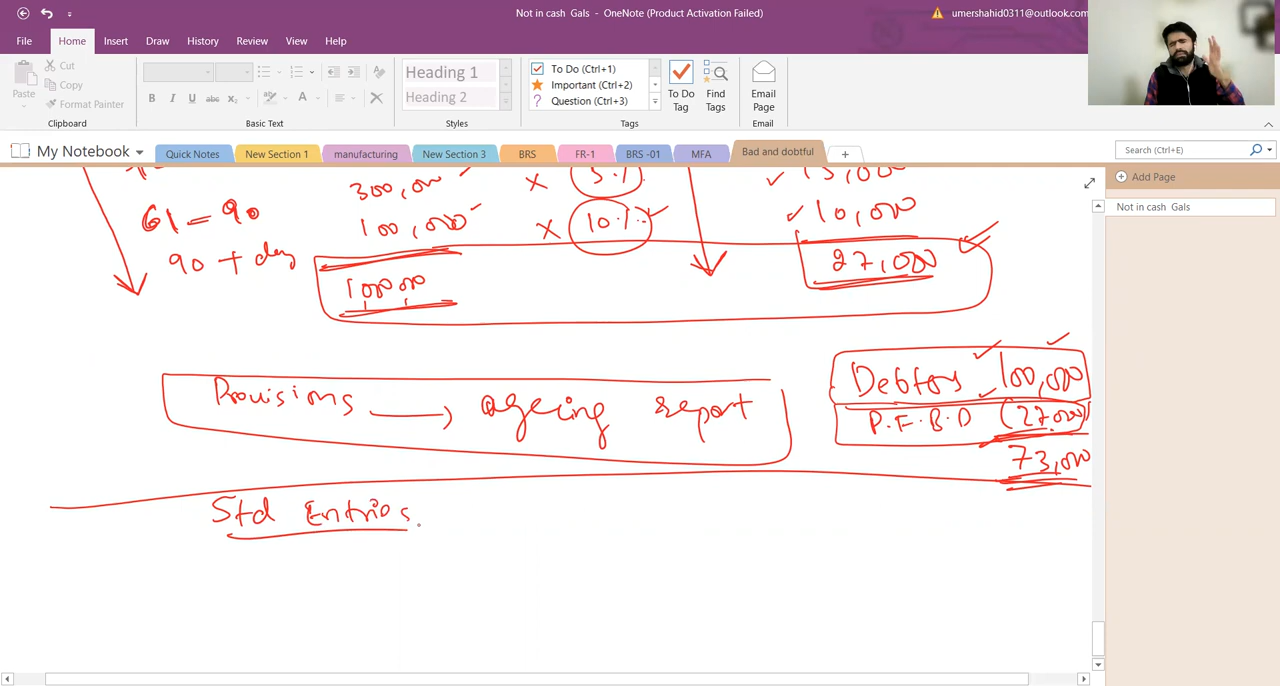 Not in cash  Gals  -  OneNote (Product Activation Failed)
umershahid0311@outlook.com
File Home Insert Draw History Review View Help
Paste
Cut
Copy
Format Painter
Clipboard
B I U abc X₂ A
Basic Text
Heading 1
Heading 2
Styles
To Do (Ctrl+1)
Important (Ctrl+2)
Question (Ctrl+3)
Tags
To Do Tag
Find Tags
Email Page
Email
My Notebook Quick Notes New Section 1 manufacturing New Section 3 BRS FR-1 BRS -01 MFA Bad and dobtful +
Search (Ctrl+E)
Add Page
Not in cash  Gals
300,000 × 5% 15,000
61 = 90 100,000 × 10% 10,000
90 + day
27,000
Debtors 100,000
Provisions → ageing report
P.F.B.D (27,000)
73,000
Std Entries